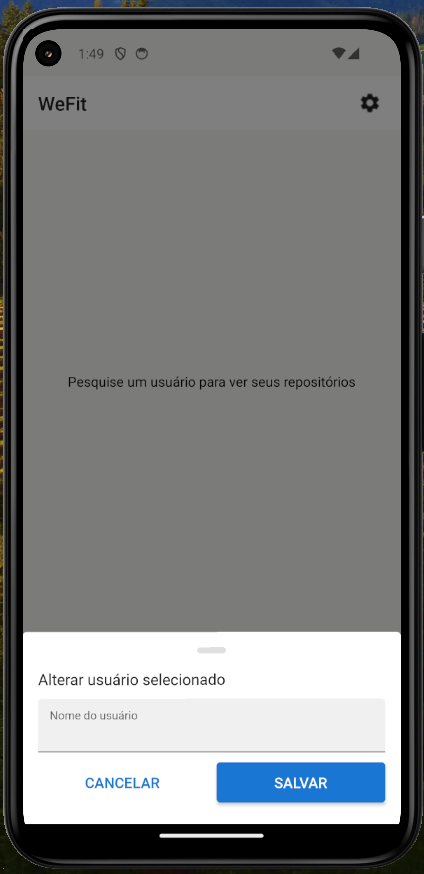 1:49
WeFit
Pesquise um usuário para ver seus repositórios
Alterar usuário selecionado
Nome do usuário
CANCELAR
SALVAR